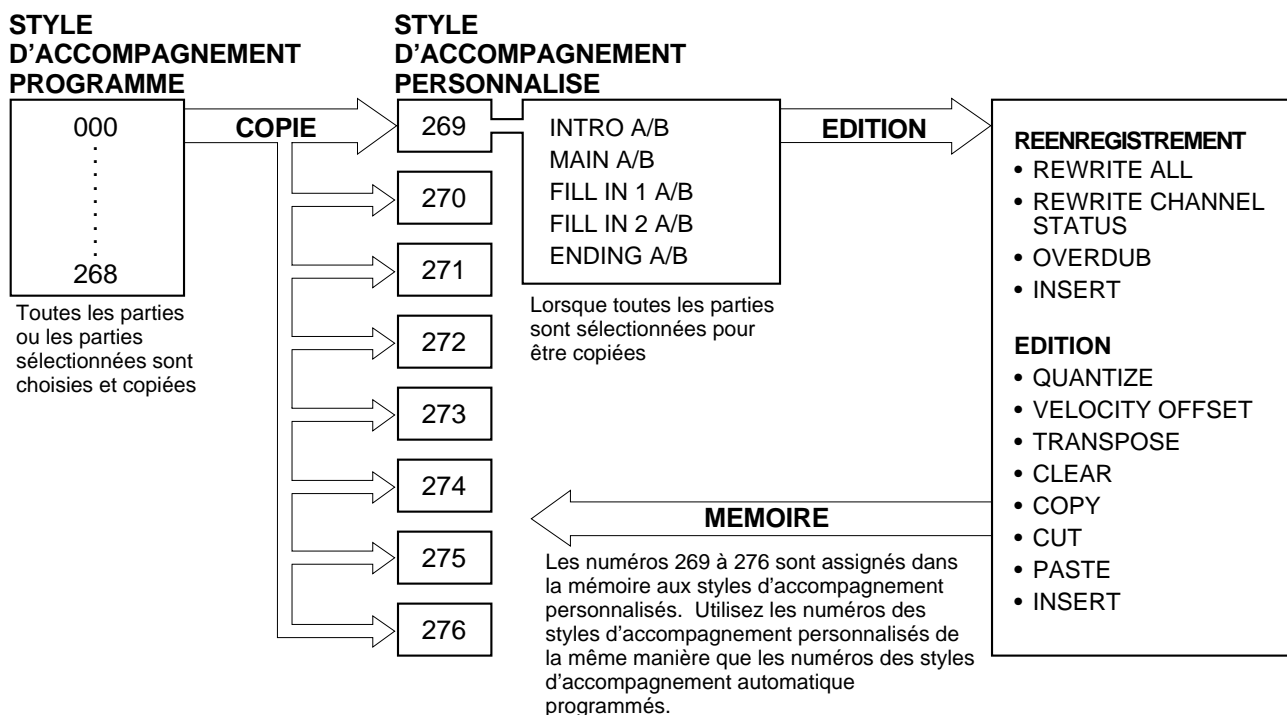 STYLE
D'ACCOMPAGNEMENT
PROGRAMME
000
.
.
.
.
.
.
.
268
Toutes les parties
ou les parties
sélectionnées sont
choisies et copiées
COPIE
STYLE
D'ACCOMPAGNEMENT
PERSONNALISE
269
270
271
272
273
274
275
276
INTRO A/B
MAIN A/B
FILL IN 1 A/B
FILL IN 2 A/B
ENDING A/B
Lorsque toutes les parties
sont sélectionnées pour
être copiées
EDITION
REENREGISTREMENT
• REWRITE ALL
• REWRITE CHANNEL
STATUS
• OVERDUB
• INSERT
EDITION
• QUANTIZE
• VELOCITY OFFSET
• TRANSPOSE
• CLEAR
• COPY
• CUT
• PASTE
• INSERT
MEMOIRE
Les numéros 269 à 276 sont assignés dans
la mémoire aux styles d'accompagnement
personnalisés. Utilisez les numéros des
styles d'accompagnement personnalisés de
la même manière que les numéros des styles
d'accompagnement automatique
programmés.